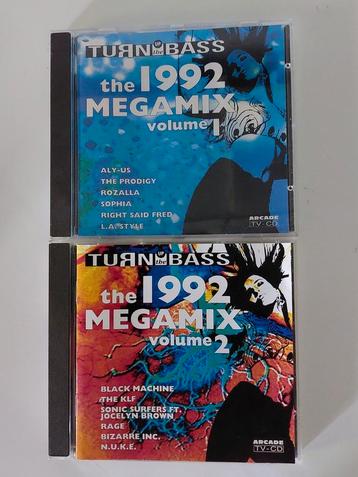 TURN UP the BASS
the 1992
MEGAMIX
volume 1
ALY-US
THE PRODIGY
ROZALLA
SOPHIA
RIGHT SAID FRED
L.A. STYLE
ARCADE
TV-CD
TURN UP the BASS
the 1992
MEGAMIX
volume 2
BLACK MACHINE
THE KLF
SONIC SURFERS FT.
JOCELYN BROWN
RAGE
BIZARRE INC.
N.U.K.E.
ARCADE
TV-CD